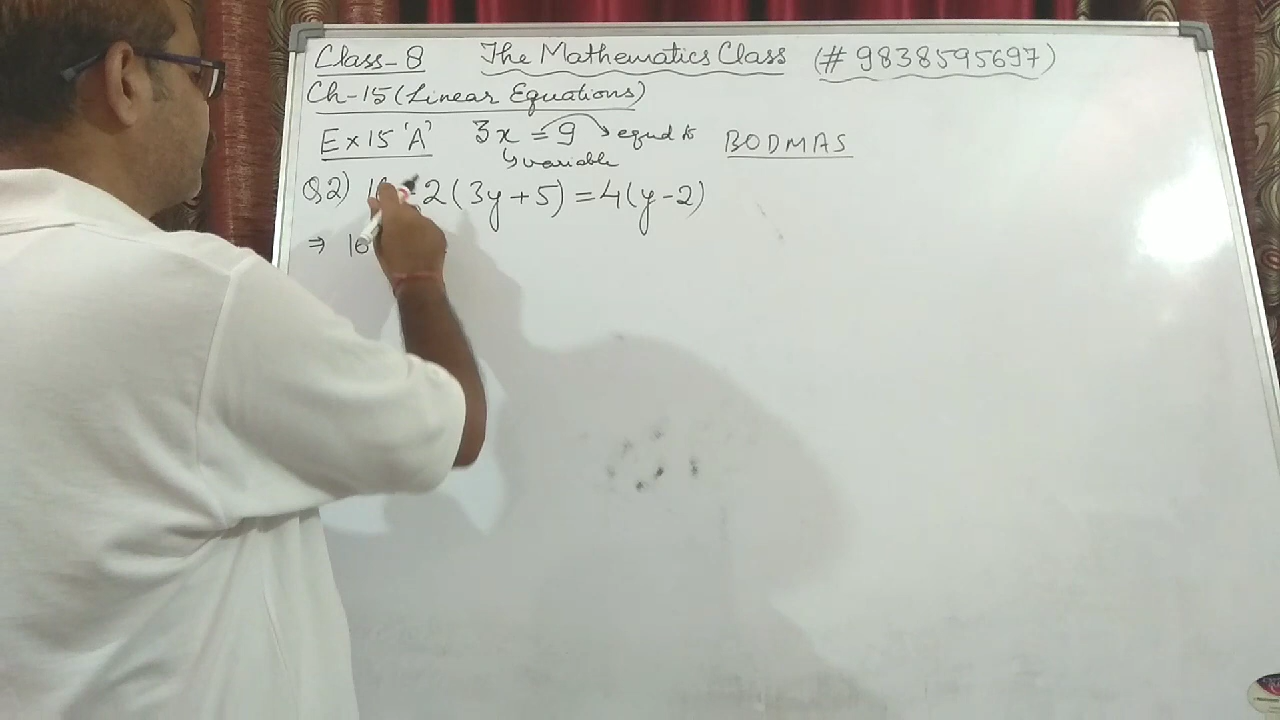 Class-8 The Mathematics Class (# 9838595697)
Ch-15 (Linear Equations)
Ex 15 'A' 3x = 9 → equal to BODMAS
↳ variable
Q2) -2(3y+5) = 4(y-2)
⇒ 10